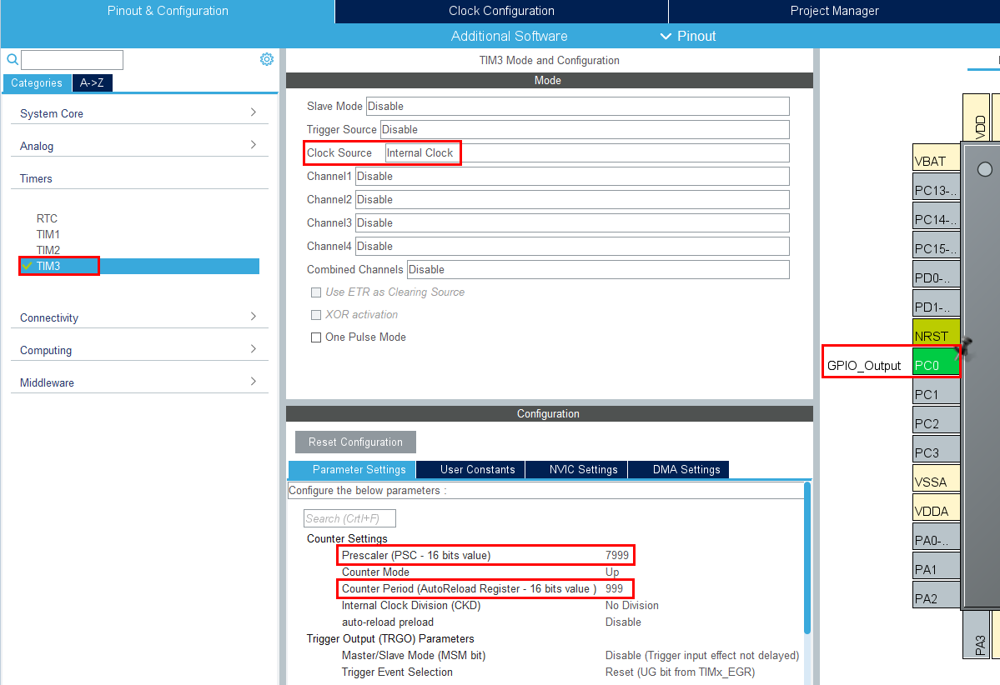 Pinout & Configuration
Clock Configuration
Project Manager
Additional Software
Pinout
Categories
A->Z
System Core
Analog
Timers
RTC
TIM1
TIM2
TIM3
Connectivity
Computing
Middleware
TIM3 Mode and Configuration
Mode
Slave Mode Disable
Trigger Source Disable
Clock Source Internal Clock
Channel1 Disable
Channel2 Disable
Channel3 Disable
Channel4 Disable
Combined Channels Disable
Use ETR as Clearing Source
XOR activation
One Pulse Mode
Configuration
Reset Configuration
Parameter Settings
User Constants
NVIC Settings
DMA Settings
Configure the below parameters :
Search (Crtl+F)
Counter Settings
Prescaler (PSC - 16 bits value) 7999
Counter Mode Up
Counter Period (AutoReload Register - 16 bits value ) 999
Internal Clock Division (CKD) No Division
auto-reload preload Disable
Trigger Output (TRGO) Parameters
Master/Slave Mode (MSM bit) Disable (Trigger input effect not delayed)
Trigger Event Selection Reset (UG bit from TIMx_EGR)
VDD
VBAT
PC13-..
PC14-..
PC15-..
PD0-..
PD1-..
NRST
GPIO_Output PC0
PC1
PC2
PC3
VSSA
VDDA
PA0-..
PA1
PA2
PA3